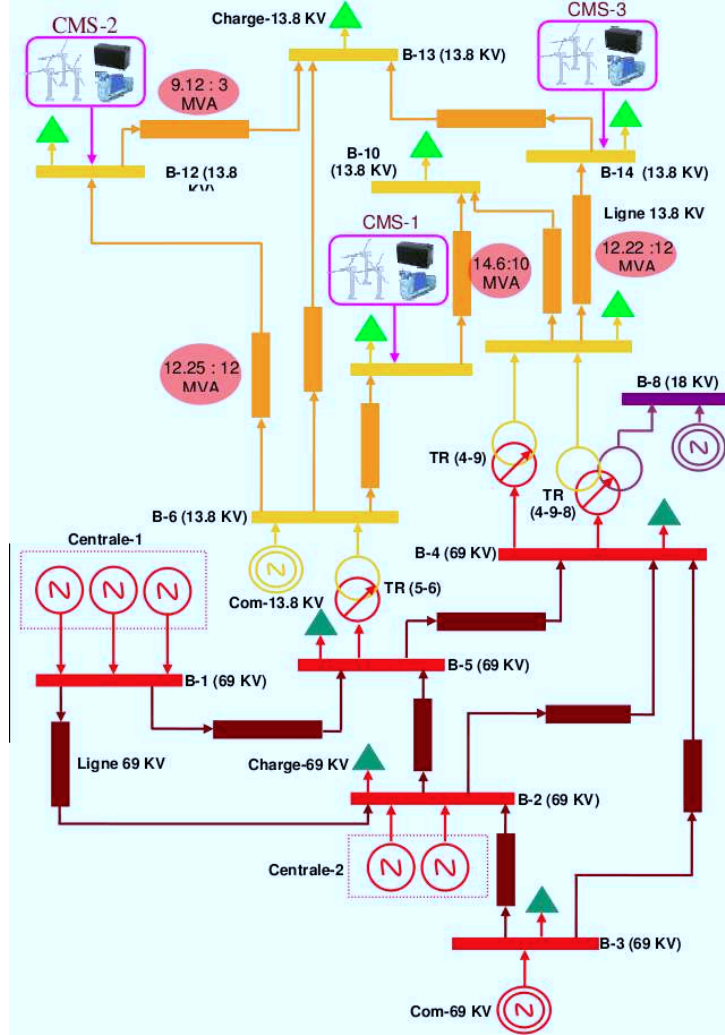 CMS-2
Charge-13.8 KV
CMS-3
B-13 (13.8 KV)
9.12 : 3
MVA
B-12 (13.8
KV)
B-10
(13.8 KV)
B-14 (13.8 KV)
CMS-1
Ligne 13.8 KV
14.6:10
MVA
12.22 :12
MVA
12.25 : 12
MVA
B-8 (18 KV)
TR (4-9)
TR
(4-9-8)
B-6 (13.8 KV)
Centrale-1
B-4 (69 KV)
Com-13.8 KV
TR (5-6)
B-1 (69 KV)
B-5 (69 KV)
Ligne 69 KV
Charge-69 KV
B-2 (69 KV)
Centrale-2
B-3 (69 KV)
Com-69 KV